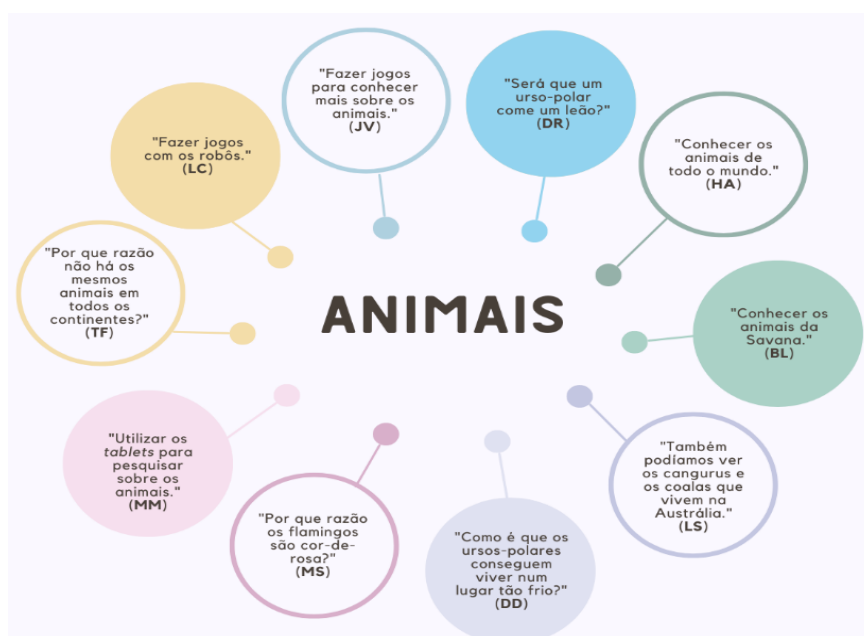 "Fazer jogos
para conhecer
mais sobre os
animais."
(JV)
"Será que um
urso-polar
come um leão?"
(DR)
"Fazer jogos
com os robôs."
(LC)
"Conhecer os
animais de
todo o mundo."
(HA)
"Por que razão
não há os
mesmos
animais em
todos os
continentes?"
(TF)
ANIMAIS
"Conhecer os
animais da
Savana."
(BL)
"Utilizar os
tablets para
pesquisar
sobre os
animais."
(MM)
"Também
podíamos ver
os cangurus e
os coalas que
vivem na
Austrália."
(LS)
"Por que razão
os flamingos
são cor-de-
rosa?"
(MS)
"Como é que os
ursos-polares
conseguem
viver num
lugar tão frio?"
(DD)